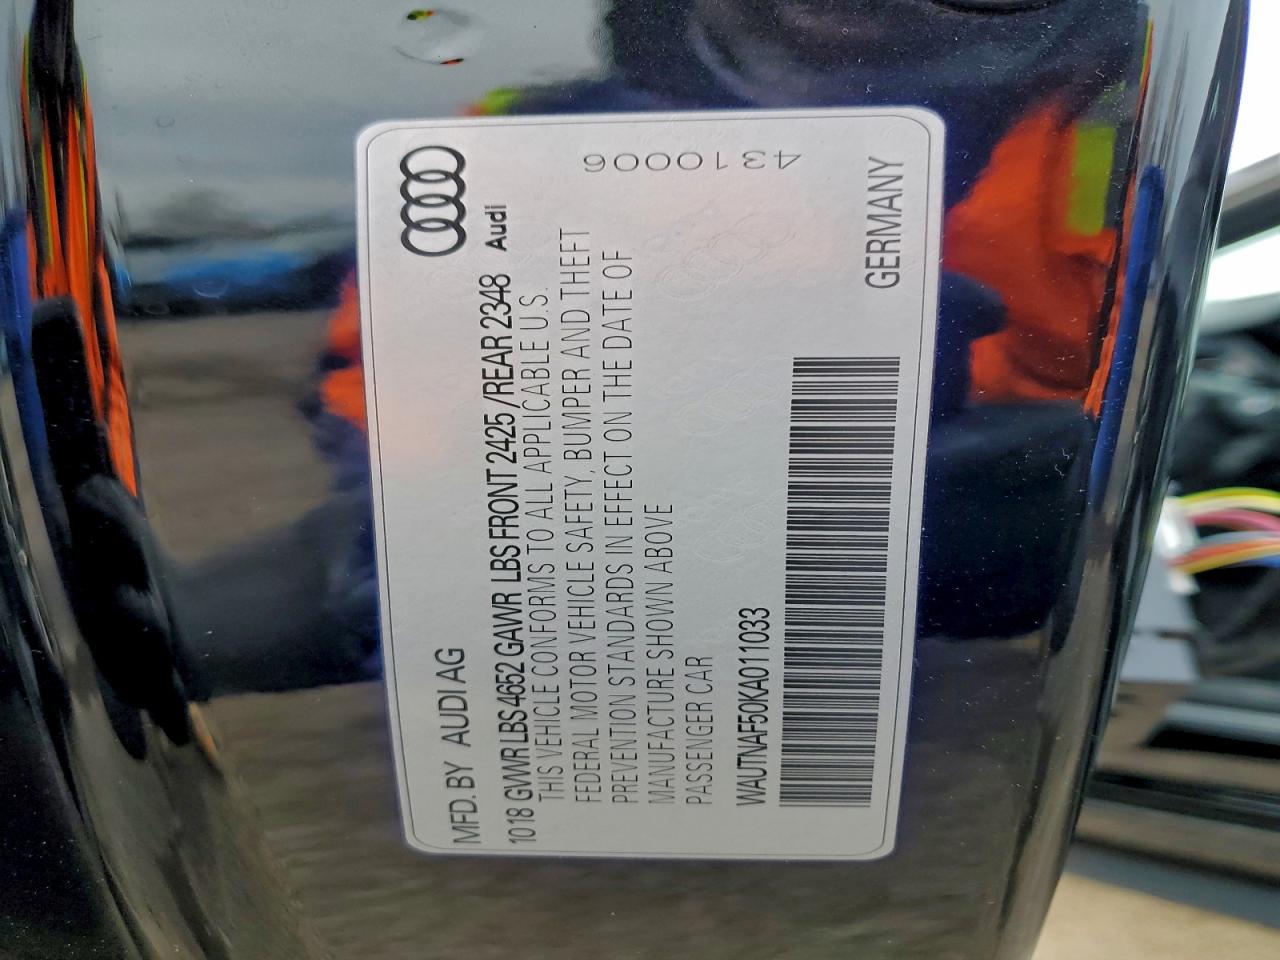 MFD. BY AUDI AG
1018 GVWR LBS 4652 GAWR LBS FRONT 2425 / REAR 2348
Audi
THIS VEHICLE CONFORMS TO ALL APPLICABLE U.S.
FEDERAL MOTOR VEHICLE SAFETY, BUMPER AND THEFT
PREVENTION STANDARDS IN EFFECT ON THE DATE OF
MANUFACTURE SHOWN ABOVE
PASSENGER CAR
WAUTNAF50KA011033
GERMANY
4310006